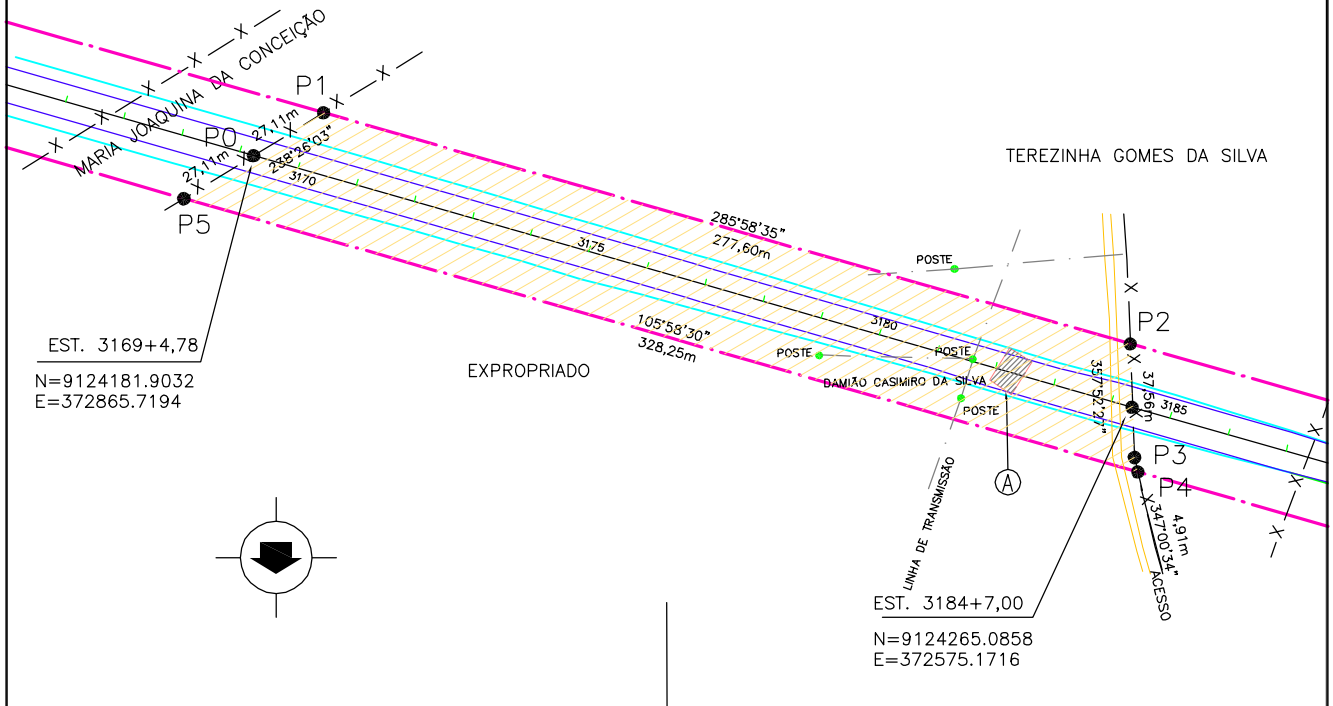 MARIA JOAQUINA DA CONCEIÇÃO
X
X
X
X
X
X
X
X
X
X
P1
P0
P5
27,11m
238°26'03"
27,11m
3170
3175
3180
3185
285°58'35"
277,60m
105°58'30"
328,25m
TEREZINHA GOMES DA SILVA
POSTE
POSTE
POSTE
POSTE
DAMIÃO CASIMIRO DA SILVA
P2
X
X
X
X
37,56m
357°52'27"
P3
P4
4,91m
347°00'34"
ACESSO
X
X
X
LINHA DE TRANSMISSÃO
A
EXPROPRIADO
EST. 3169+4,78
N=9124181.9032
E=372865.7194
EST. 3184+7,00
N=9124265.0858
E=372575.1716